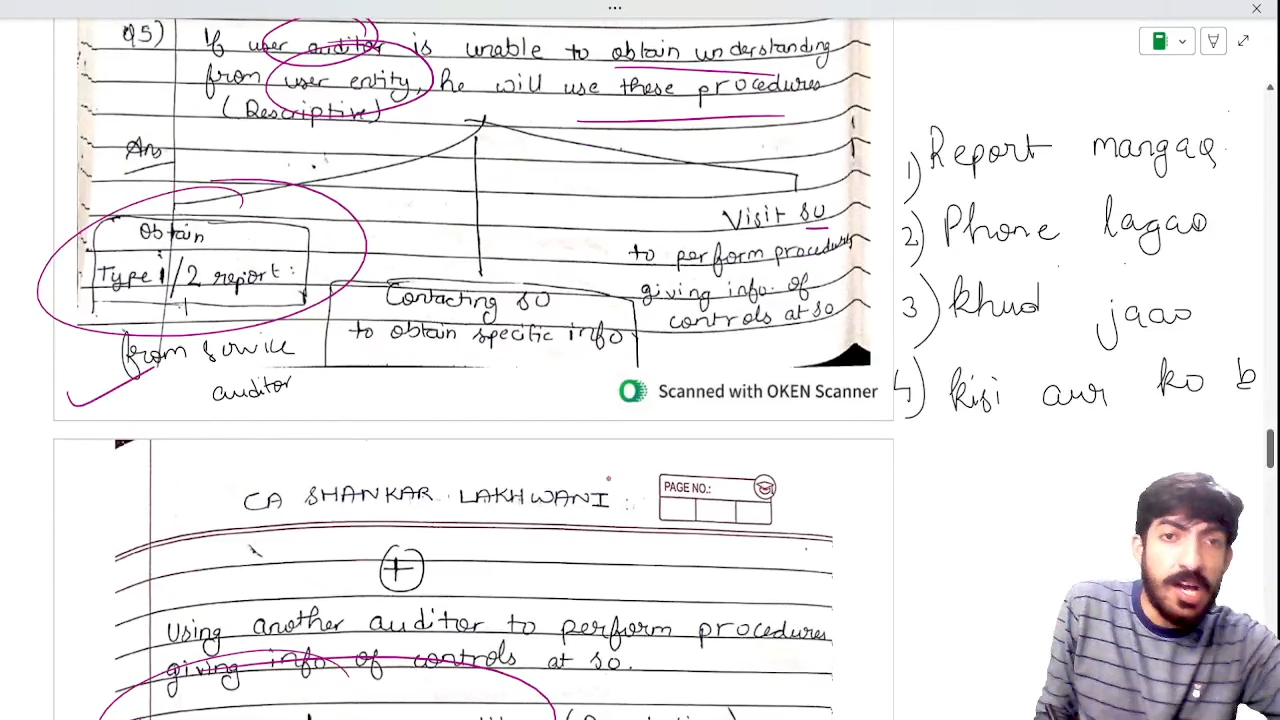 Q5) If user auditor is unable to obtain understanding
from user entity, he will use these procedures
(Descriptive)
Ans
Obtain
Type 1/2 report:
from service
auditor
Contacting SO
to obtain specific info
Visit SO
to perform procedures
giving info. of
controls at SO
Scanned with OKEN Scanner
1) Report mangao
2) Phone lagao
3) khud jaao
4) kisi aur ko b
CA SHANKAR LAKHWANI
PAGE NO.:
+
Using another auditor to perform procedures
giving info of controls at SO.